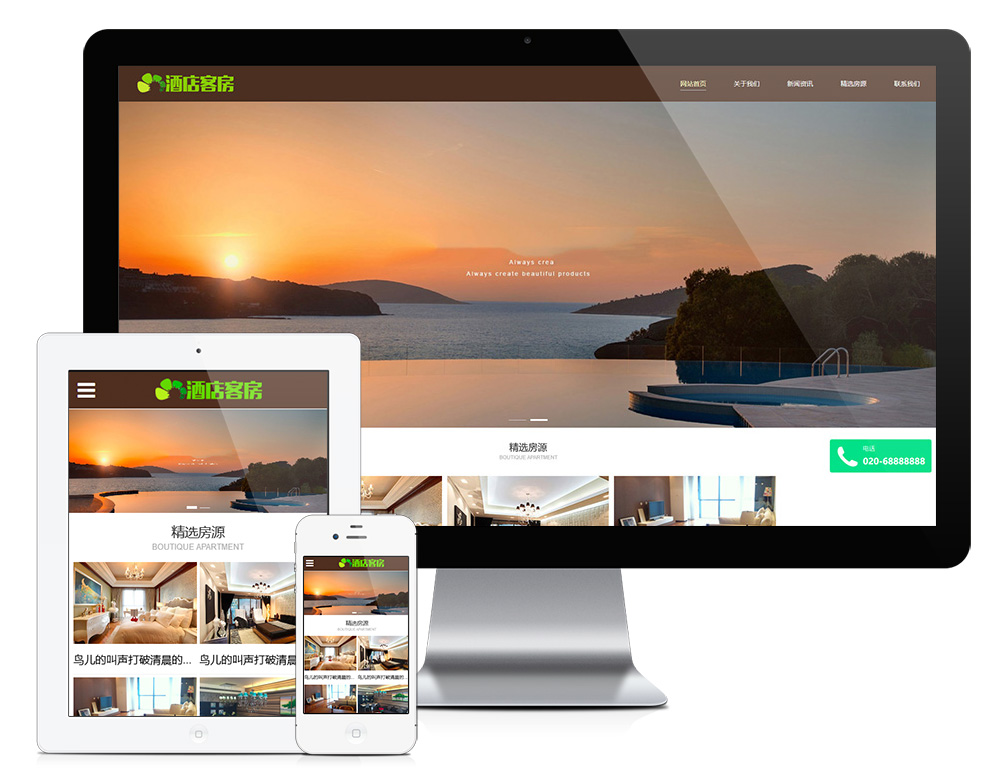 酒店客房
网站首页 关于我们 新闻资讯 精选房源 联系我们
Always crea
Always create beautiful products
精选房源
BOUTIQUE APARTMENT
电话
020-68888888
酒店客房
精选房源
BOUTIQUE APARTMENT
鸟儿的叫声打破清晨的... 鸟儿的叫声打破清晨
酒店客房
精选房源
BOUTIQUE APARTMENT
鸟儿的叫声打破清晨的... 鸟儿的叫声打破清晨的...